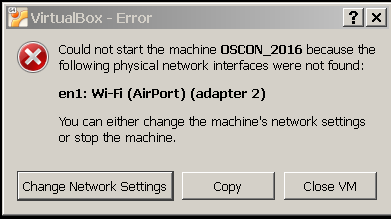 VirtualBox - Error
Could not start the machine OSCON_2016 because the
following physical network interfaces were not found:
en1: Wi-Fi (AirPort) (adapter 2)
You can either change the machine's network settings
or stop the machine.
Change Network Settings
Copy
Close VM